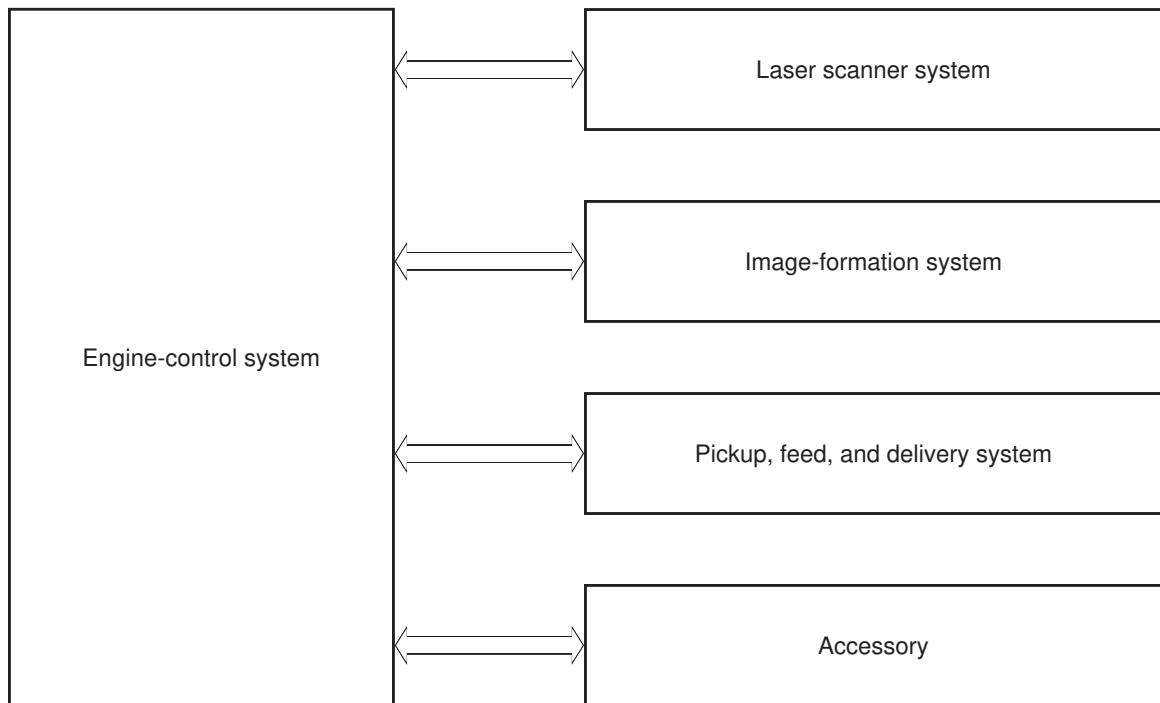 Laser scanner system
Image-formation system
Engine-control system
Pickup, feed, and delivery system
Accessory